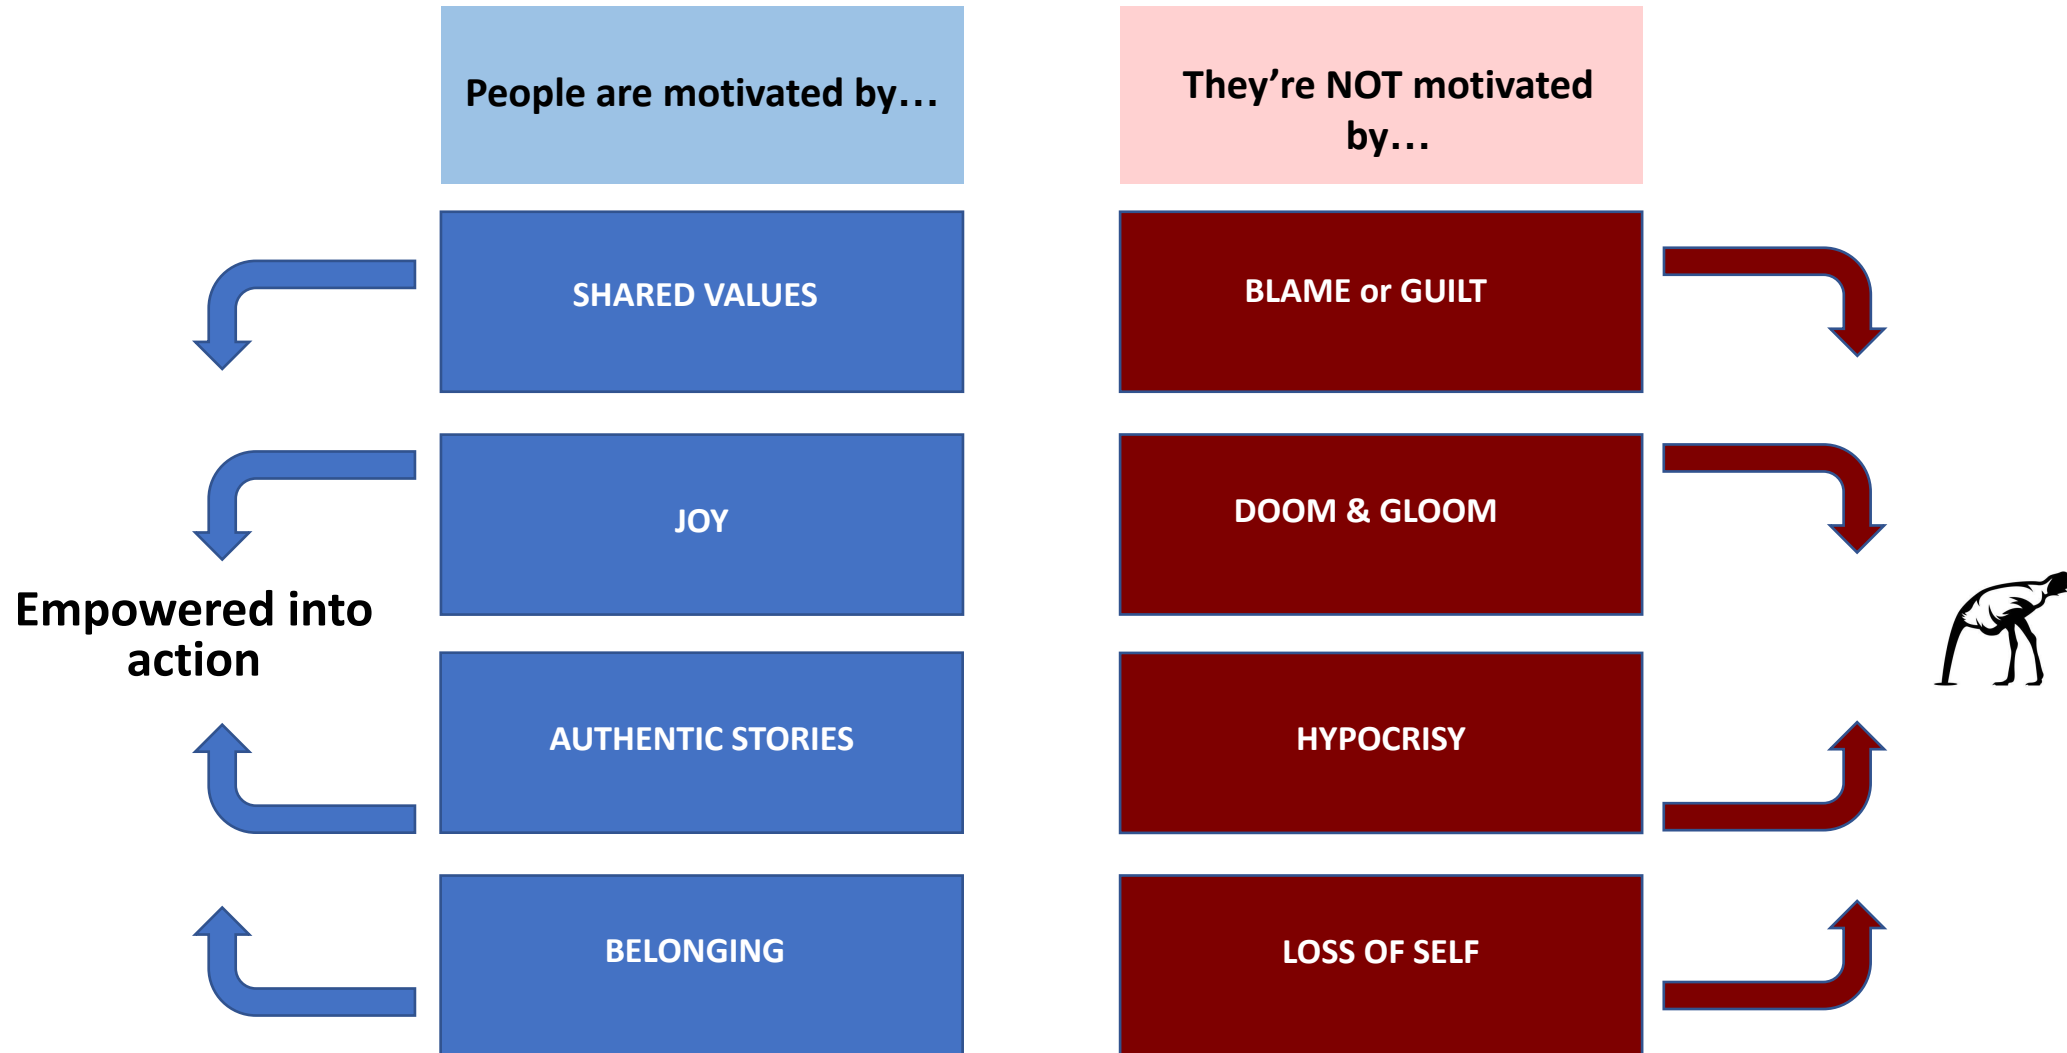 People are motivated by…
They’re NOT motivated
by…
SHARED VALUES
BLAME or GUILT
JOY
DOOM & GLOOM
Empowered into
action
AUTHENTIC STORIES
HYPOCRISY
BELONGING
LOSS OF SELF